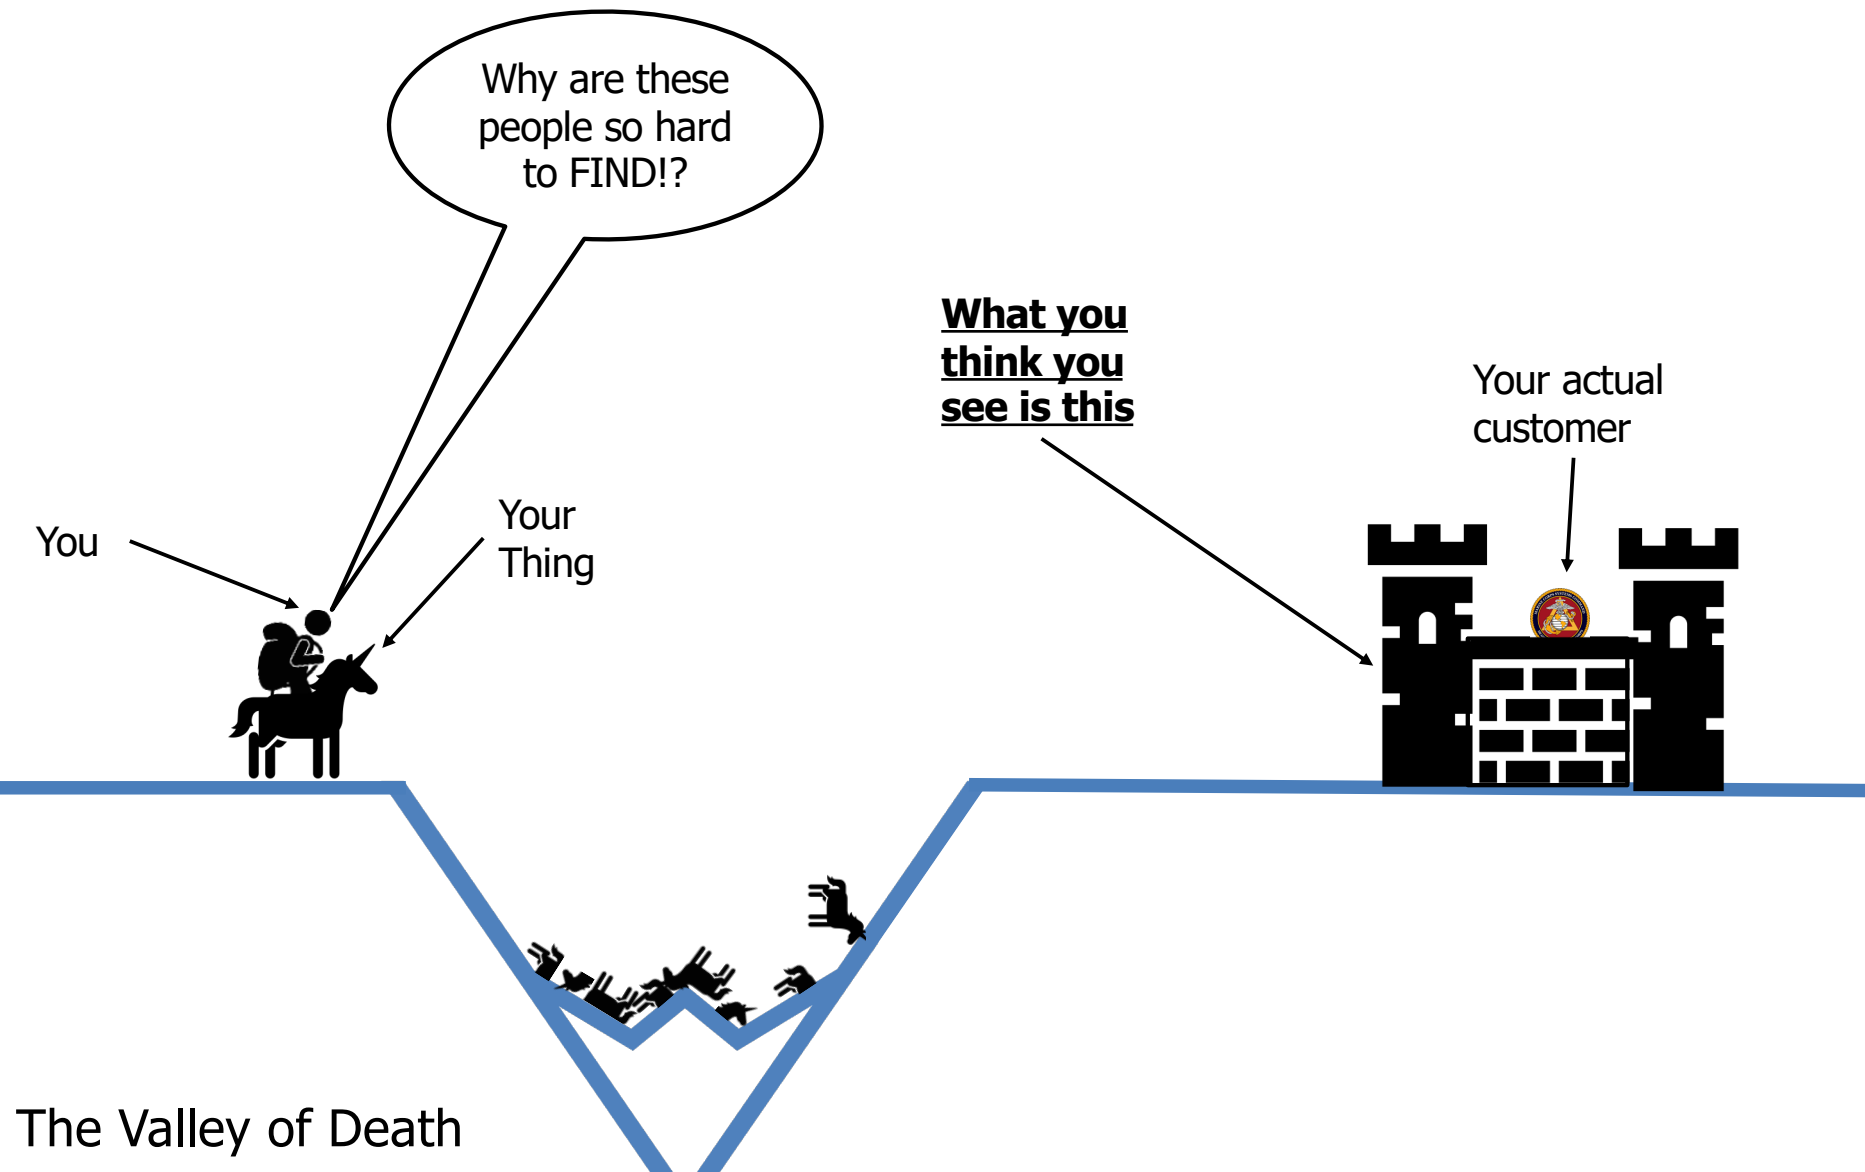 Why are these
people so hard
to FIND!?
What you
think you
see is this
Your actual
customer
You
Your
Thing
The Valley of Death